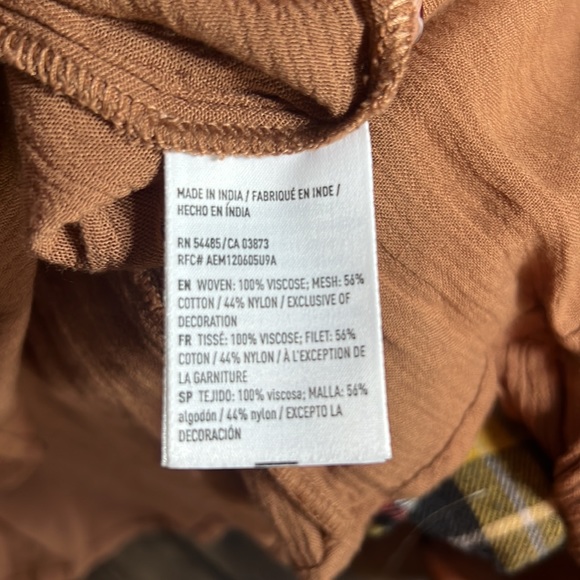 MADE IN INDIA / FABRIQUÉ EN INDE /
HECHO EN ÍNDIA
RN 54485/CA 03873
RFC# AEM120605U9A
EN WOVEN: 100% VISCOSE; MESH: 56%
COTTON / 44% NYLON / EXCLUSIVE OF
DECORATION
FR TISSÉ: 100% VISCOSE; FILET: 56%
COTON / 44% NYLON / À L'EXCEPTION DE
LA GARNITURE
SP TEJIDO: 100% viscosa; MALLA: 56%
algodón / 44% nylon / EXCEPTO LA
DECORACIÓN